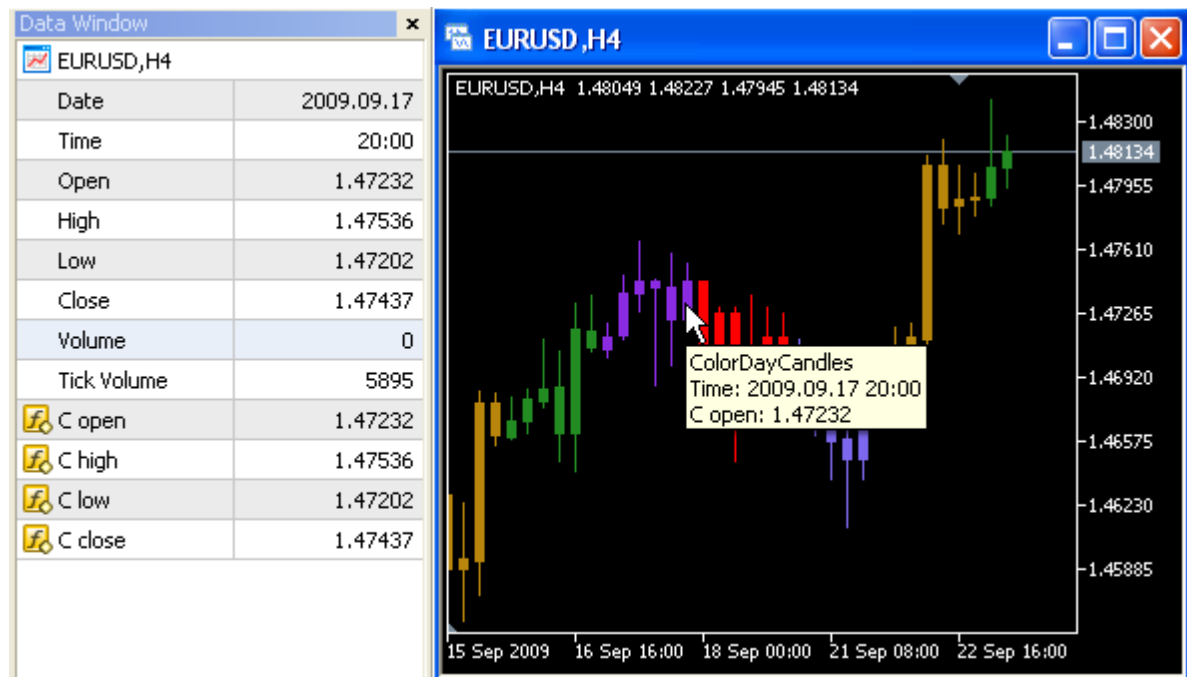 Data Window
EURUSD,H4
Date 2009.09.17
Time 20:00
Open 1.47232
High 1.47536
Low 1.47202
Close 1.47437
Volume 0
Tick Volume 5895
C open 1.47232
C high 1.47536
C low 1.47202
C close 1.47437
EURUSD,H4
EURUSD,H4 1.48049 1.48227 1.47945 1.48134
1.48300
1.48134
1.47955
1.47610
1.47265
1.46920
1.46575
1.46230
1.45885
ColorDayCandles
Time: 2009.09.17 20:00
C open: 1.47232
15 Sep 2009 16 Sep 16:00 18 Sep 00:00 21 Sep 08:00 22 Sep 16:00